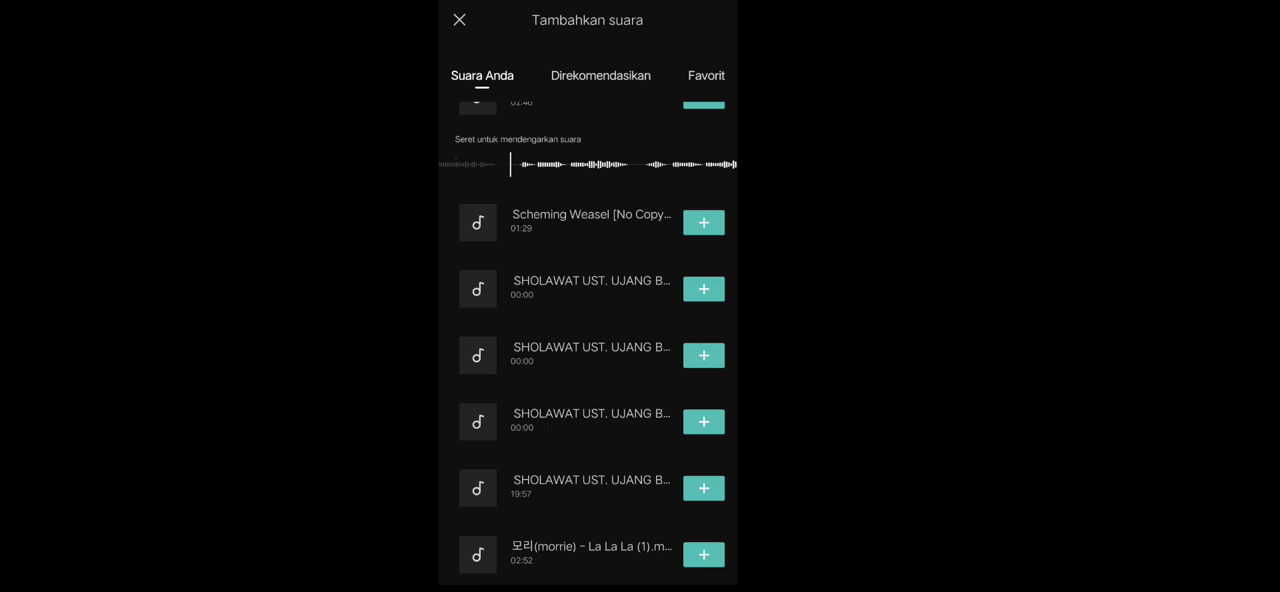 Tambahkan suara
Suara Anda Direkomendasikan Favorit
02:46
Seret untuk mendengarkan suara
Scheming Weasel [No Copy...
01:29
SHOLAWAT UST. UJANG B...
00:00
SHOLAWAT UST. UJANG B...
00:00
SHOLAWAT UST. UJANG B...
00:00
SHOLAWAT UST. UJANG B...
19:57
모리(morrie) - La La La (1).m...
02:52